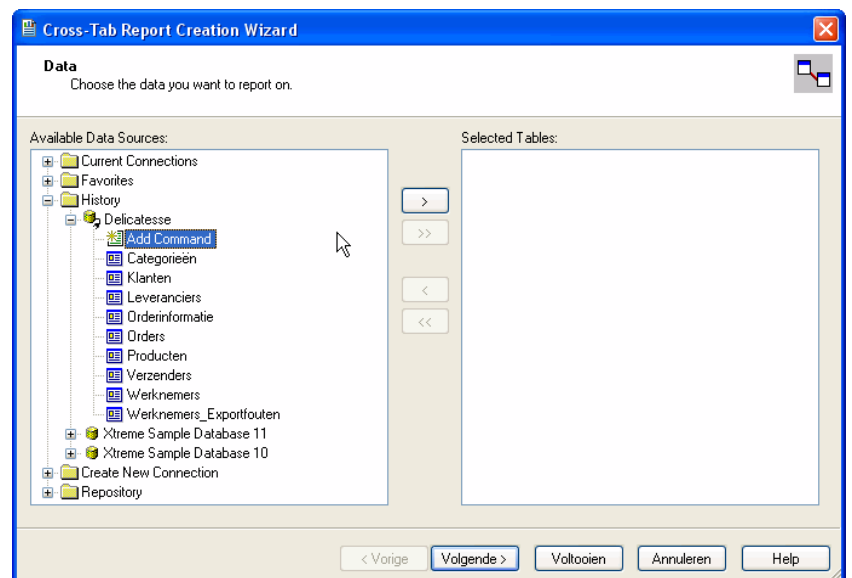 Cross-Tab Report Creation Wizard
Data
Choose the data you want to report on.
Available Data Sources:
Selected Tables:
Current Connections
Favorites
History
Delicatesse
Add Command
Categorieën
Klanten
Leveranciers
Orderinformatie
Orders
Producten
Verzenders
Werknemers
Werknemers_Exportfouten
Xtreme Sample Database 11
Xtreme Sample Database 10
Create New Connection
Repository
>
>>
<
<<
< Vorige
Volgende >
Voltooien
Annuleren
Help